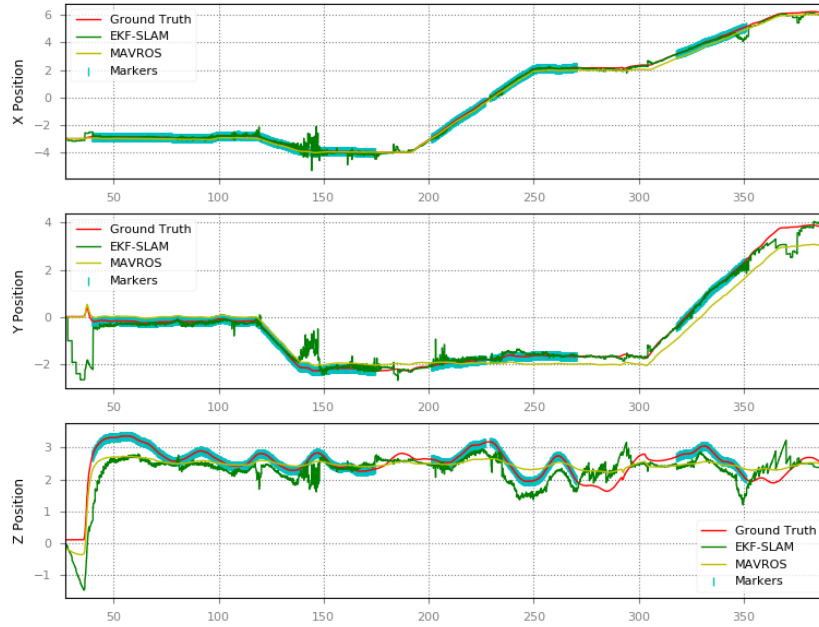 6
4
2
0
−2
−4
X Position
Ground Truth
EKF-SLAM
MAVROS
Markers
50 100 150 200 250 300 350
4
2
0
−2
Y Position
Ground Truth
EKF-SLAM
MAVROS
Markers
50 100 150 200 250 300 350
3
2
1
0
−1
Z Position
Ground Truth
EKF-SLAM
MAVROS
Markers
50 100 150 200 250 300 350